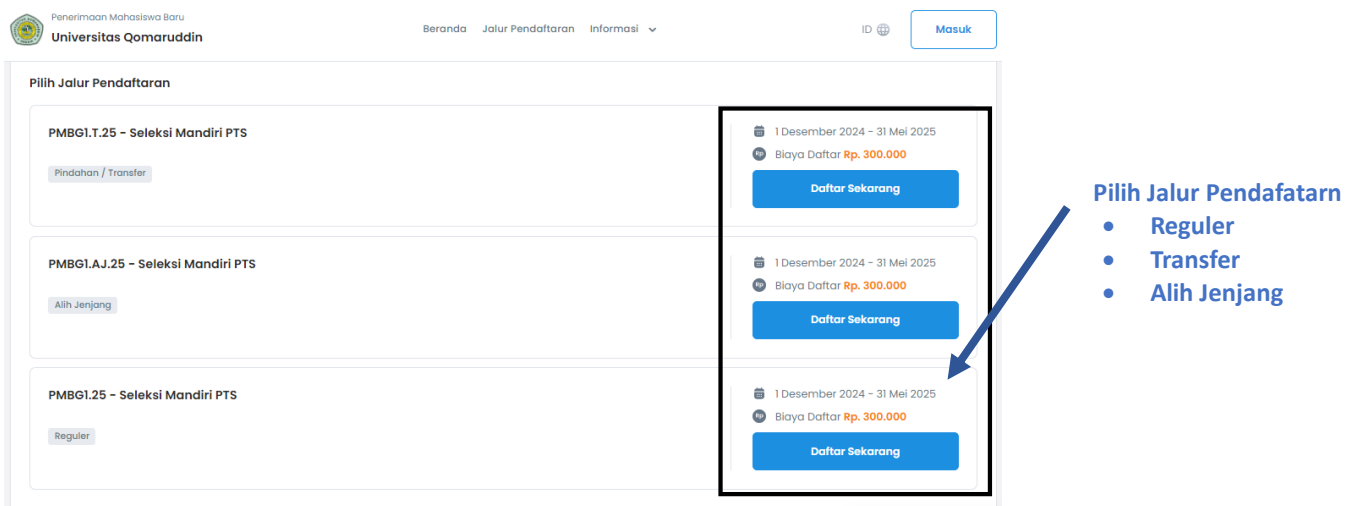 Penerimaan Mahasiswa Baru
Universitas Qomaruddin
Beranda Jalur Pendaftaran Informasi
ID
Masuk
Pilih Jalur Pendaftaran
PMBG1.T.25 - Seleksi Mandiri PTS
Pindahan / Transfer
1 Desember 2024 - 31 Mei 2025
Rp Biaya Daftar Rp. 300.000
Daftar Sekarang
PMBG1.AJ.25 - Seleksi Mandiri PTS
Alih Jenjang
1 Desember 2024 - 31 Mei 2025
Rp Biaya Daftar Rp. 300.000
Daftar Sekarang
PMBG1.25 - Seleksi Mandiri PTS
Reguler
1 Desember 2024 - 31 Mei 2025
Rp Biaya Daftar Rp. 300.000
Daftar Sekarang
Pilih Jalur Pendafatarn
• Reguler
• Transfer
• Alih Jenjang